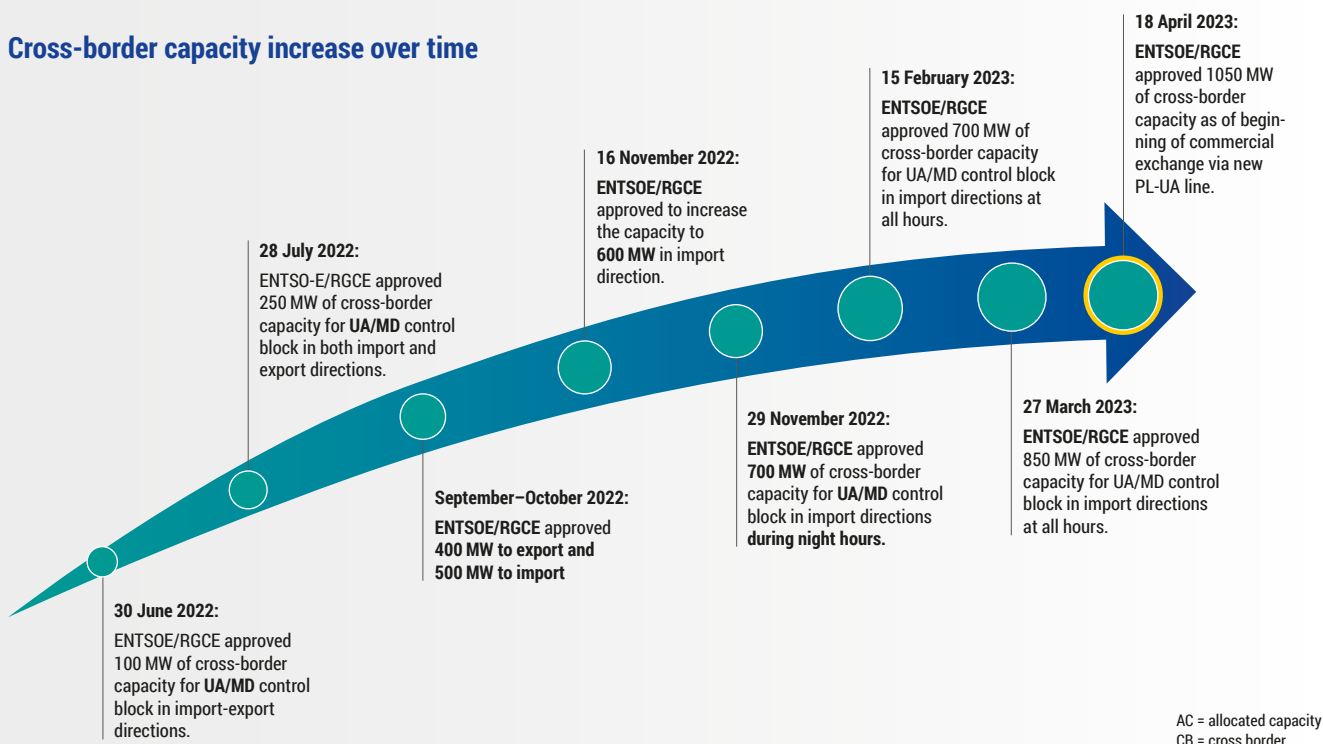 Cross-border capacity increase over time
30 June 2022:
ENTSOE/RGCE approved
100 MW of cross-border
capacity for UA/MD control
block in import-export
directions.
28 July 2022:
ENTSO-E/RGCE approved
250 MW of cross-border
capacity for UA/MD control
block in both import and
export directions.
September–October 2022:
ENTSOE/RGCE approved
400 MW to export and
500 MW to import
16 November 2022:
ENTSOE/RGCE
approved to increase
the capacity to
600 MW in import
direction.
29 November 2022:
ENTSOE/RGCE approved
700 MW of cross-border
capacity for UA/MD control
block in import directions
during night hours.
15 February 2023:
ENTSOE/RGCE
approved 700 MW of
cross-border capacity
for UA/MD control block
in import directions at
all hours.
27 March 2023:
ENTSOE/RGCE approved
850 MW of cross-border
capacity for UA/MD control
block in import directions
at all hours.
18 April 2023:
ENTSOE/RGCE
approved 1050 MW
of cross-border
capacity as of begin-
ning of commercial
exchange via new
PL-UA line.
AC = allocated capacity
CB = cross border